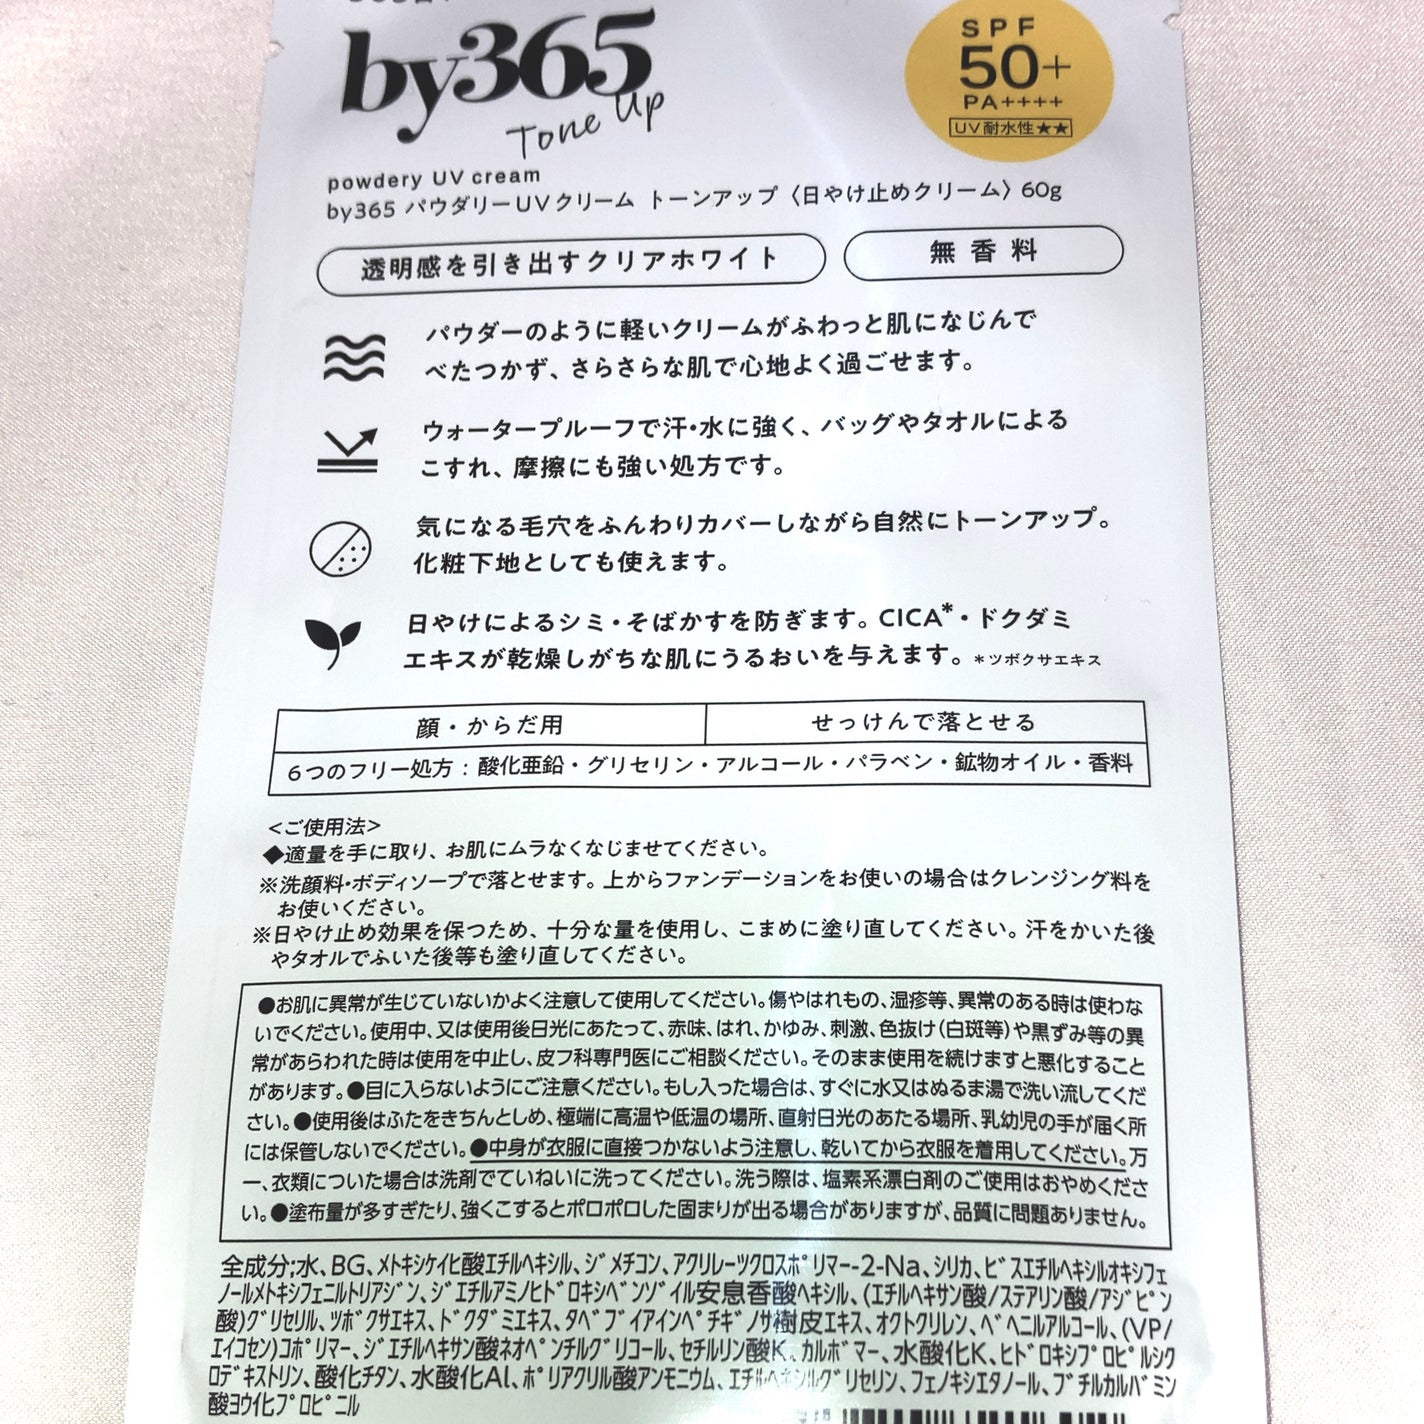 by365
Tone Up
SPF
50+
PA++++
UV耐水性★★
powdery UV cream
by365 パウダリーUVクリーム トーンアップ〈日やけ止めクリーム〉60g
透明感を引き出すクリアホワイト
無香料
パウダーのように軽いクリームがふわっと肌になじんで
べたつかず、さらさらな肌で心地よく過ごせます。
ウォータープルーフで汗・水に強く、バッグやタオルによる
こすれ、摩擦にも強い処方です。
気になる毛穴をふんわりカバーしながら自然にトーンアップ。
化粧下地としても使えます。
日やけによるシミ・そばかすを防ぎます。CICA*・ドクダミ
エキスが乾燥しがちな肌にうるおいを与えます。*ツボクサエキス
顔・からだ用
せっけんで落とせる
6つのフリー処方：酸化亜鉛・グリセリン・アルコール・パラベン・鉱物オイル・香料
<ご使用法>
◆適量を手に取り、お肌にムラなくなじませてください。
※洗顔料・ボディソープで落とせます。上からファンデーションをお使いの場合はクレンジング料を
お使いください。
※日やけ止め効果を保つため、十分な量を使用し、こまめに塗り直してください。汗をかいた後
やタオルでふいた後等も塗り直してください。
●お肌に異常が生じていないかよく注意して使用してください。傷やはれもの、湿疹等、異常のある時は使わな
いでください。使用中、又は使用後日光にあたって、赤味、はれ、かゆみ、刺激、色抜け（白斑等）や黒ずみ等の異
常があらわれた時は使用を中止し、皮フ科専門医にご相談ください。そのまま使用を続けますと悪化すること
があります。●目に入らないようにご注意ください。もし入った場合は、すぐに水又はぬるま湯で洗い流してくだ
さい。●使用後はふたをきちんとしめ、極端に高温や低温の場所、直射日光のあたる場所、乳幼児の手が届く所
には保管しないでください。●中身が衣服に直接つかないよう注意し、乾いてから衣服を着用してください。万
一、衣類についた場合は洗剤でていねいに洗ってください。洗う際は、塩素系漂白剤のご使用はおやめくださ
い。●塗布量が多すぎたり、強くこするとポロポロした固まりが出る場合がありますが、品質に問題ありません。
全成分;水、BG、ﾒﾄｷｼｹｲﾋ酸ｴﾁﾙﾍｷｼﾙ、ｼﾞﾒﾁｺﾝ、ｱｸﾘﾚｰﾂｸﾛｽﾎﾟﾘﾏｰ-2-Na、ｼﾘｶ、ﾋﾞｽｴﾁﾙﾍｷｼﾙｵｷｼﾌｪ
ﾉｰﾙﾒﾄｷｼﾌｪﾆﾙﾄﾘｱｼﾞﾝ、ｼﾞｴﾁﾙｱﾐﾉﾋﾄﾞﾛｷｼﾍﾞﾝｿﾞｲﾙ安息香酸ﾍｷｼﾙ、(ｴﾁﾙﾍｷｻﾝ酸/ｽﾃｱﾘﾝ酸/ｱｼﾞﾋﾟﾝ
酸)ｸﾞﾘｾﾘﾙ、ﾂﾎﾞｸｻｴｷｽ、ﾄﾞｸﾀﾞﾐｴｷｽ、ﾀﾍﾞﾌﾞｲｱｲﾝﾍﾟﾁｷﾞﾉｻ樹皮ｴｷｽ、ｵｸﾄｸﾘﾚﾝ、ﾍﾞﾍﾆﾙｱﾙｺｰﾙ、(VP/
ｴｲｺｾﾝ)ｺﾎﾟﾘﾏｰ、ｼﾞｴﾁﾙﾍｷｻﾝ酸ﾈｵﾍﾟﾝﾁﾙｸﾞﾘｺｰﾙ、ｾﾁﾙﾘﾝ酸K、ｶﾙﾎﾞﾏｰ、水酸化K、ﾋﾄﾞﾛｷｼﾌﾟﾛﾋﾟﾙｼｸ
ﾛﾃﾞｷｽﾄﾘﾝ、酸化ﾁﾀﾝ、水酸化Al、ﾎﾟﾘｱｸﾘﾙ酸ｱﾝﾓﾆｳﾑ、ｴﾁﾙﾍｷｼﾙｸﾞﾘｾﾘﾝ、ﾌｪﾉｷｼｴﾀﾉｰﾙ、ﾌﾞﾁﾙｶﾙﾊﾞﾐﾝ
酸ﾖｳ化ﾌﾟﾛﾋﾟﾆﾙ